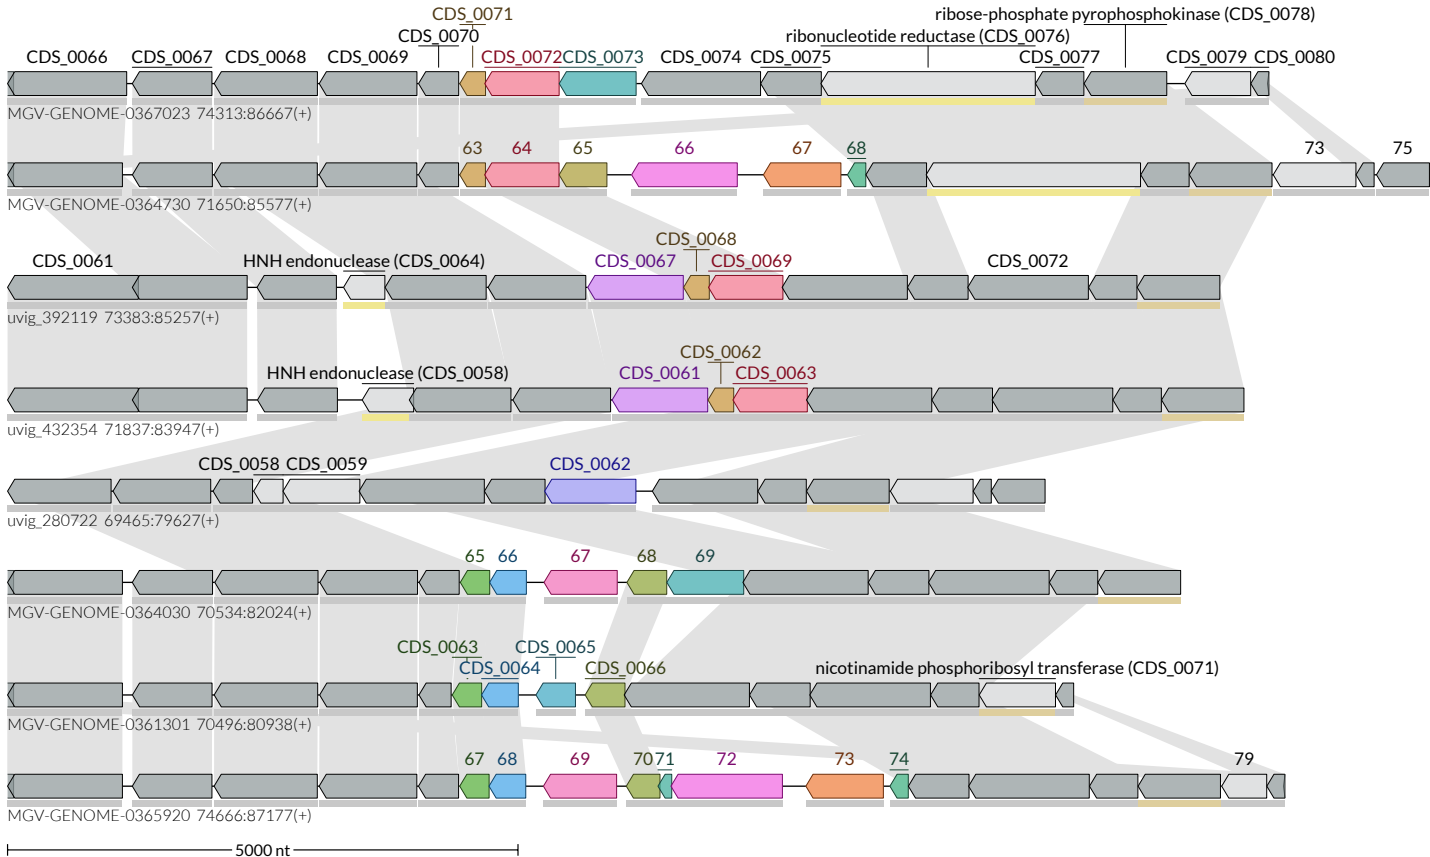 CDS_0071
ribose-phosphate pyrophosphokinase (CDS_0078)
CDS_0070
ribonucleotide reductase (CDS_0076)
CDS_0066 CDS_0067 CDS_0068 CDS_0069 CDS_0072 CDS_0073 CDS_0074 CDS_0075 CDS_0077 CDS_0079 CDS_0080
MGV-GENOME-0367023 74313:86667(+)
63 64 65 66 67 68 73 75
MGV-GENOME-0364730 71650:85577(+)
CDS_0068
CDS_0061 HNH endonuclease (CDS_0064) CDS_0067 CDS_0069 CDS_0072
uvig_392119 73383:85257(+)
CDS_0062
HNH endonuclease (CDS_0058) CDS_0061 CDS_0063
uvig_432354 71837:83947(+)
CDS_0058 CDS_0059 CDS_0062
uvig_280722 69465:79627(+)
65 66 67 68 69
MGV-GENOME-0364030 70534:82024(+)
CDS_0063 CDS_0065
CDS_0064 CDS_0066 nicotinamide phosphoribosyl transferase (CDS_0071)
MGV-GENOME-0361301 70496:80938(+)
67 68 69 70 71 72 73 74 79
MGV-GENOME-0365920 74666:87177(+)
5000 nt